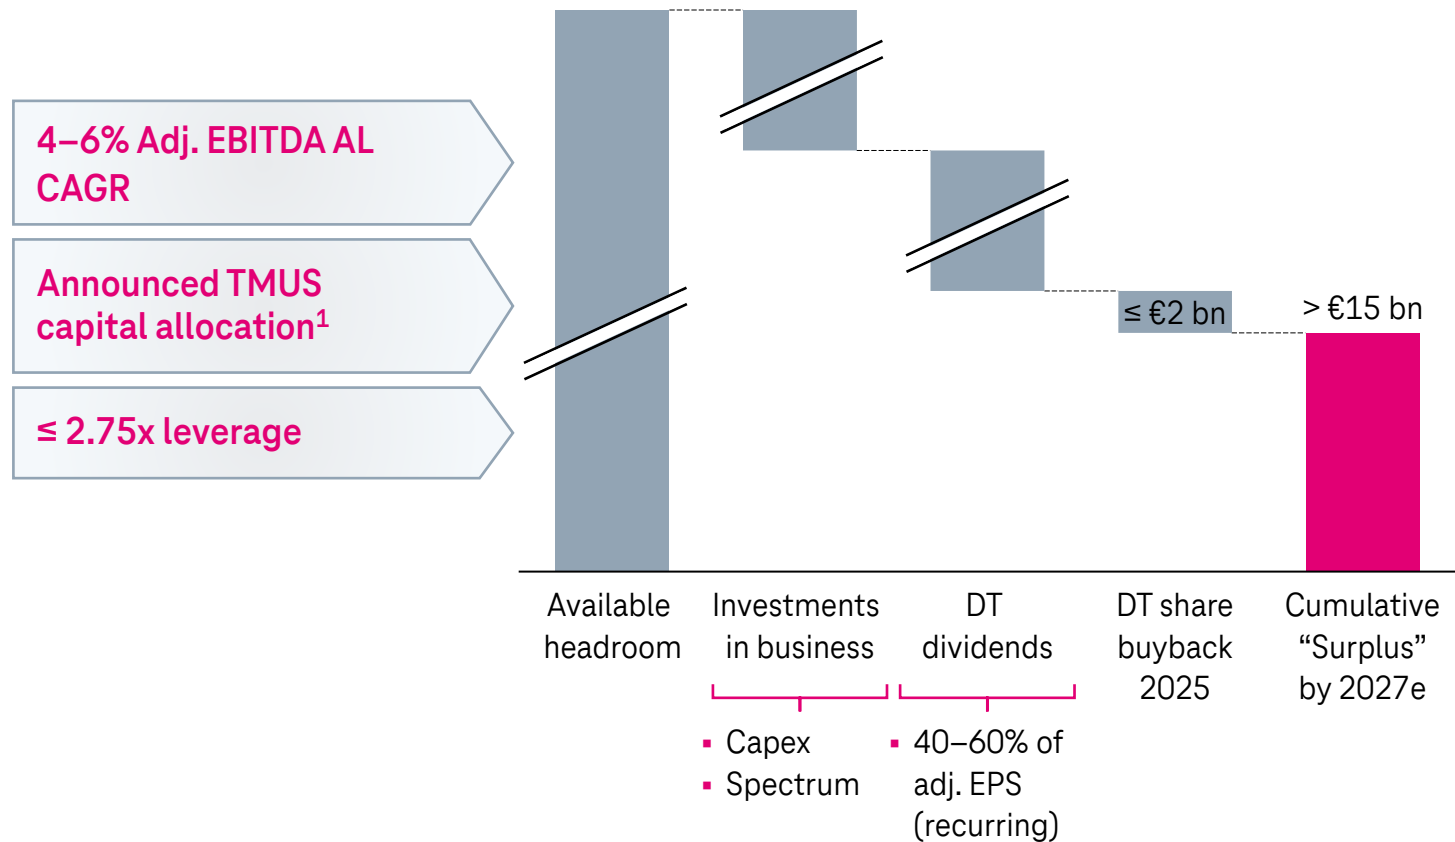 4–6% Adj. EBITDA AL
CAGR
Announced TMUS
capital allocation¹
≤ 2.75x leverage
≤ €2 bn
> €15 bn
Available
headroom
Investments
in business
DT
dividends
DT share
buyback
2025
Cumulative
“Surplus”
by 2027e
▪ Capex
▪ Spectrum
▪ 40–60% of
adj. EPS
(recurring)